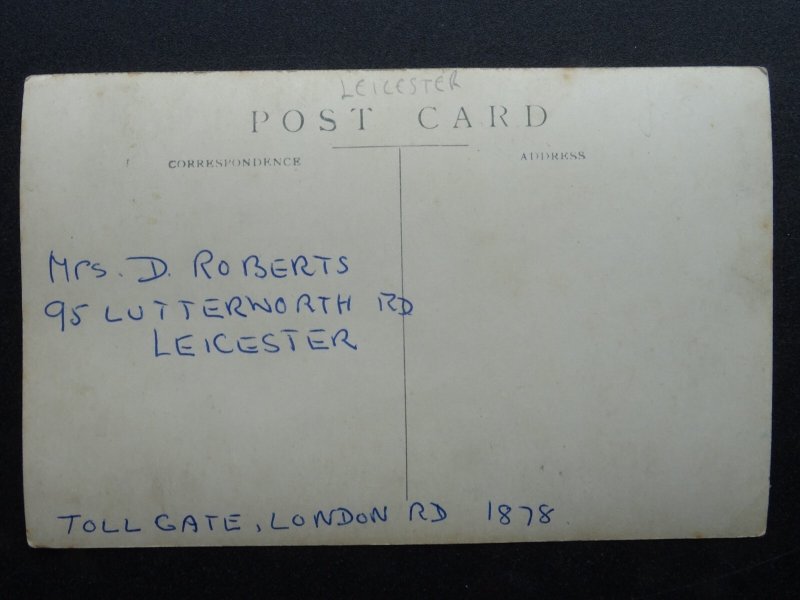 LEICESTER
POST CARD
CORRESPONDENCE
ADDRESS
Mrs. D. ROBERTS
95 LUTTERWORTH RD
LEICESTER
TOLL GATE, LONDON RD 1878